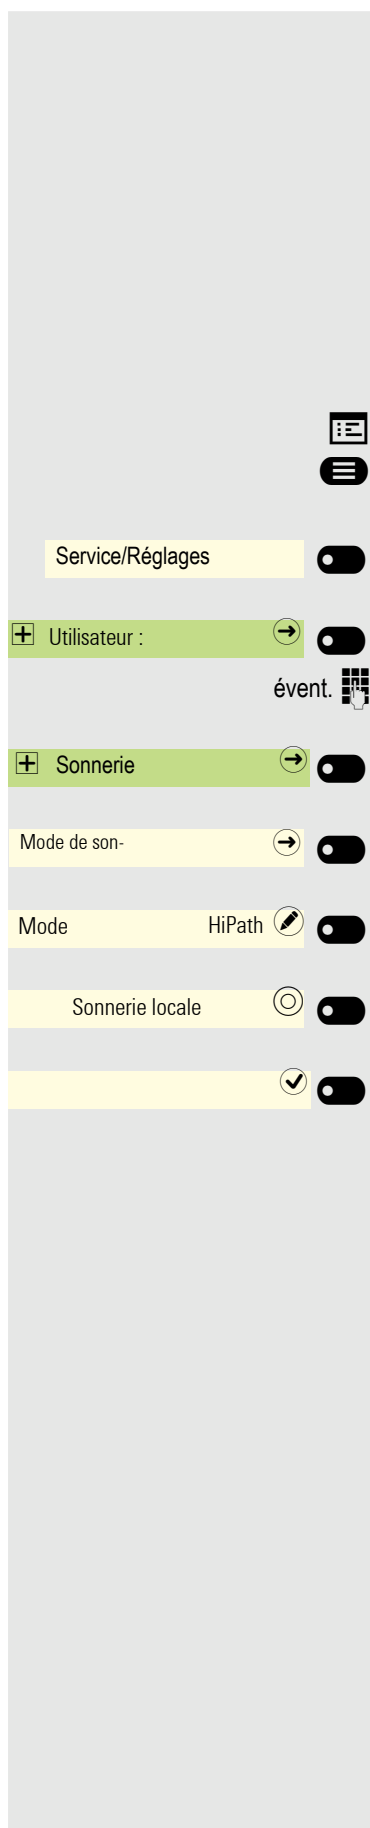 Service/Réglages
Utilisateur :
évent.
Sonnerie
Mode de son-
Mode HiPath
Sonnerie locale